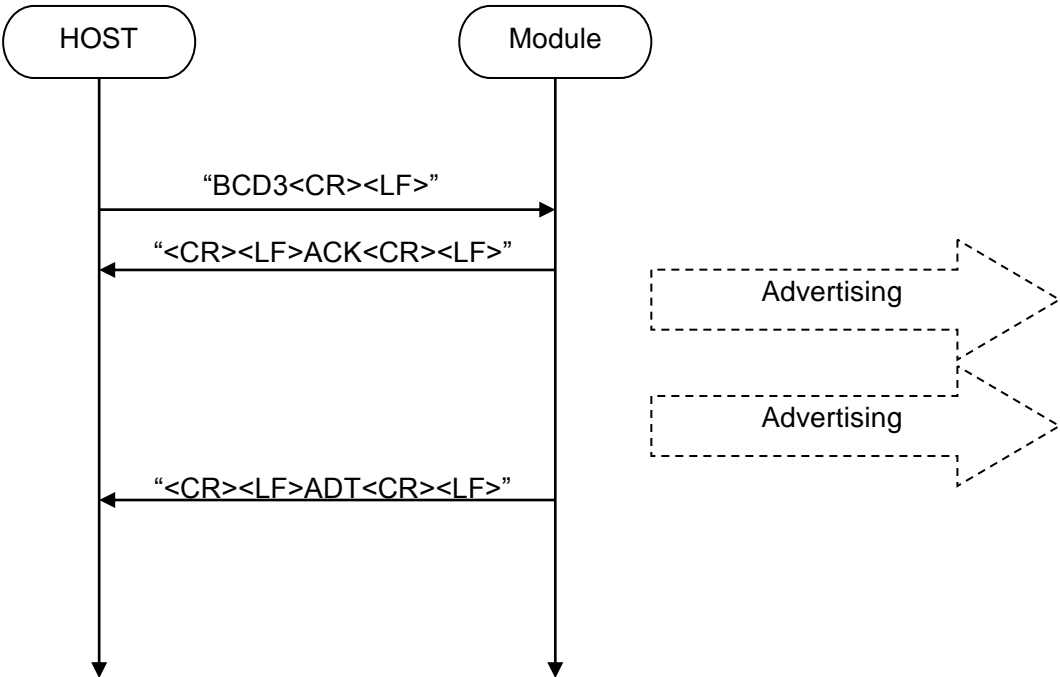 HOST
Module
“BCD3<CR><LF>”
“<CR><LF>ACK<CR><LF>”
Advertising
Advertising
“<CR><LF>ADT<CR><LF>”